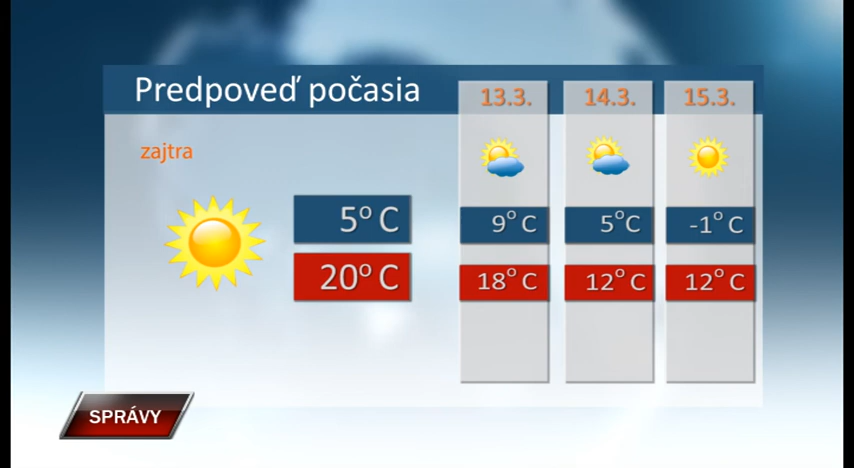 Predpoveď počasia
13.3. 14.3. 15.3.
zajtra
5° C 9° C 5°C -1° C
20° C 18° C 12° C 12° C
SPRÁVY